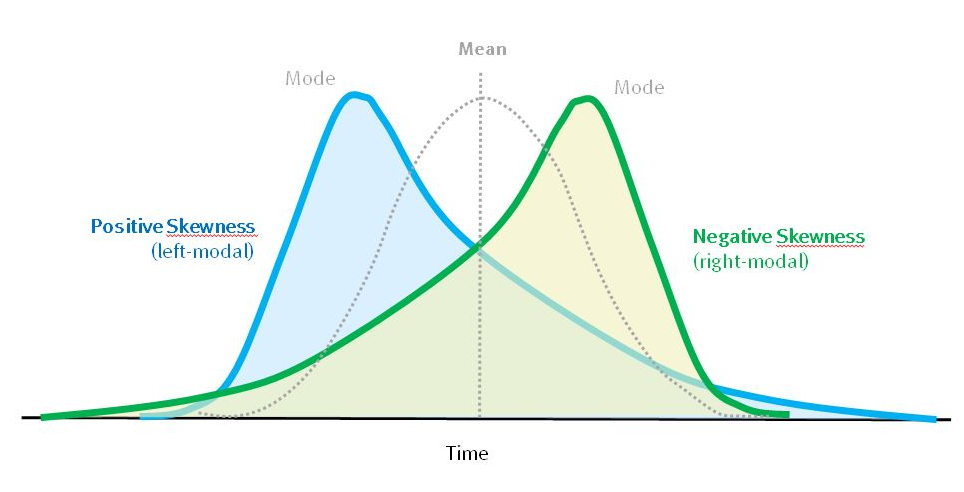 Mean
Mode
Mode
Positive Skewness
(left-modal)
Negative Skewness
(right-modal)
Time